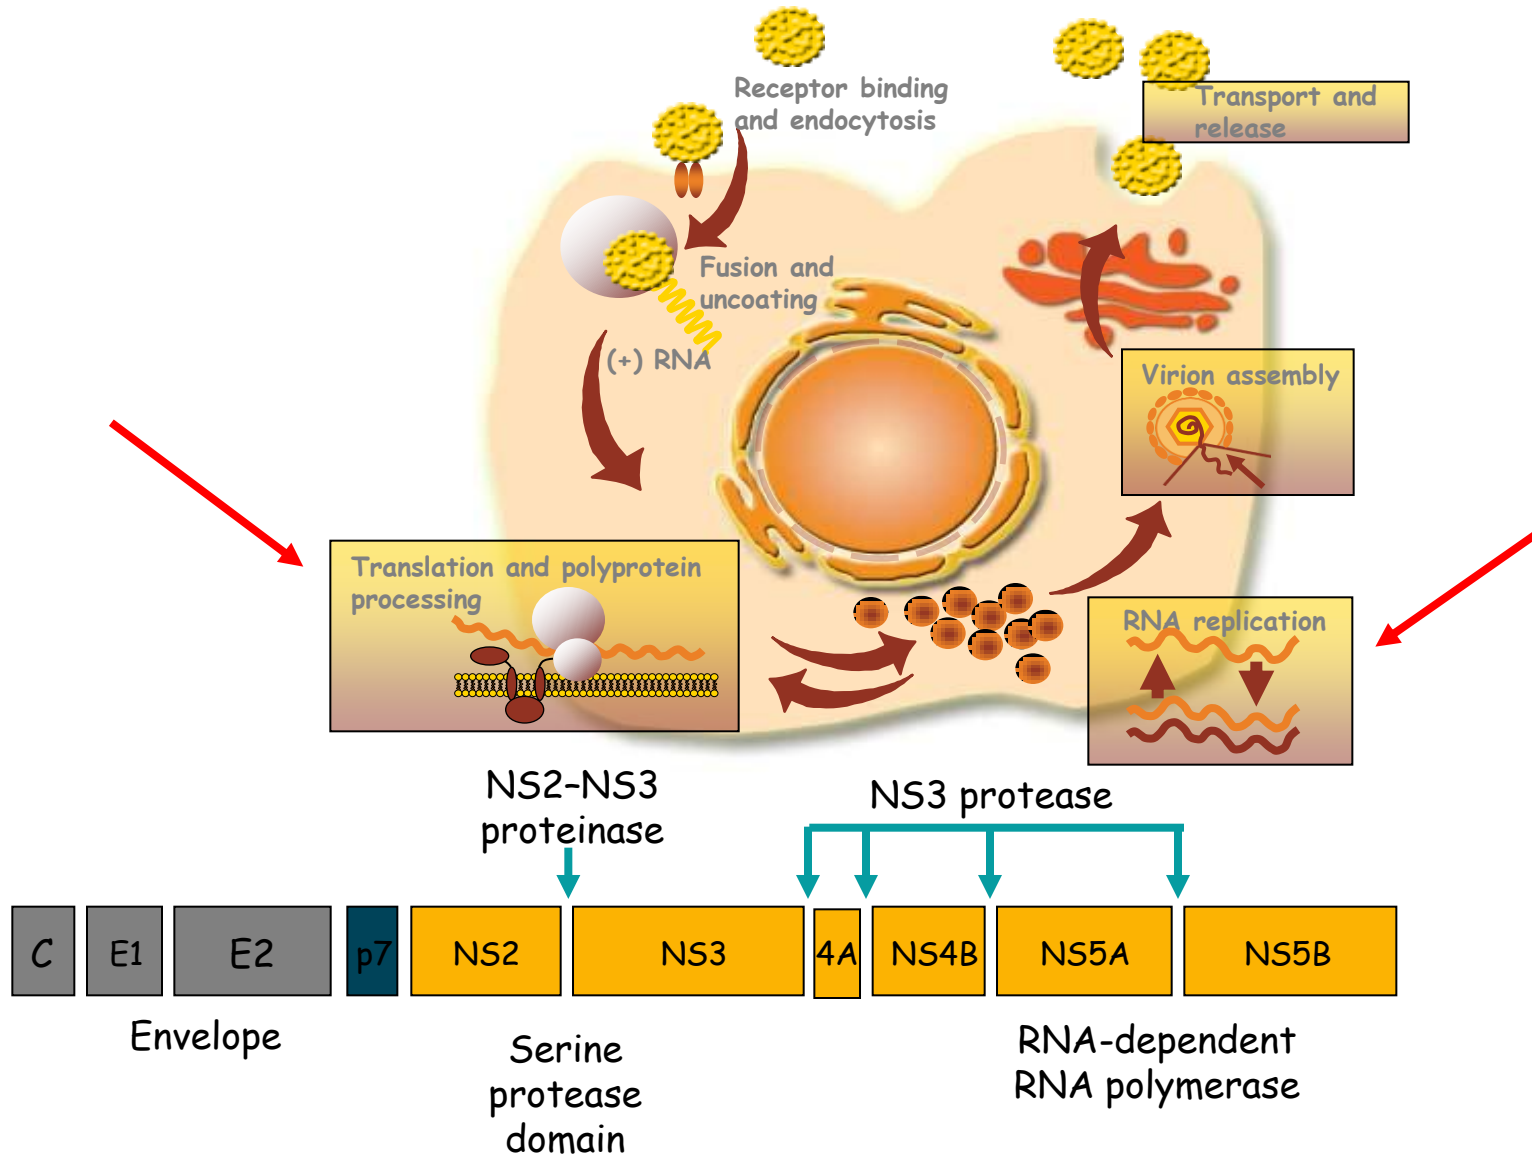 Receptor binding
and endocytosis
Transport and
release
Fusion and
uncoating
(+) RNA
Virion assembly
Translation and polyprotein
processing
RNA replication
NS2–NS3
proteinase
NS3 protease
C
E1
E2
p7
NS2
NS3
4A
NS4B
NS5A
NS5B
Envelope
Serine
protease
domain
RNA-dependent
RNA polymerase